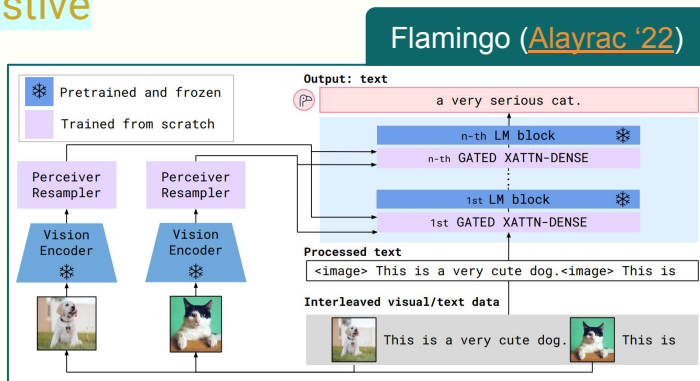 stive
Flamingo (Alayrac ‘22)
Pretrained and frozen
Trained from scratch
Output: text
a very serious cat.
n-th LM block
n-th GATED XATTN-DENSE
1st LM block
1st GATED XATTN-DENSE
Perceiver
Resampler
Perceiver
Resampler
Vision
Encoder
Vision
Encoder
Processed text
<image> This is a very cute dog.<image> This is
Interleaved visual/text data
This is a very cute dog.
This is